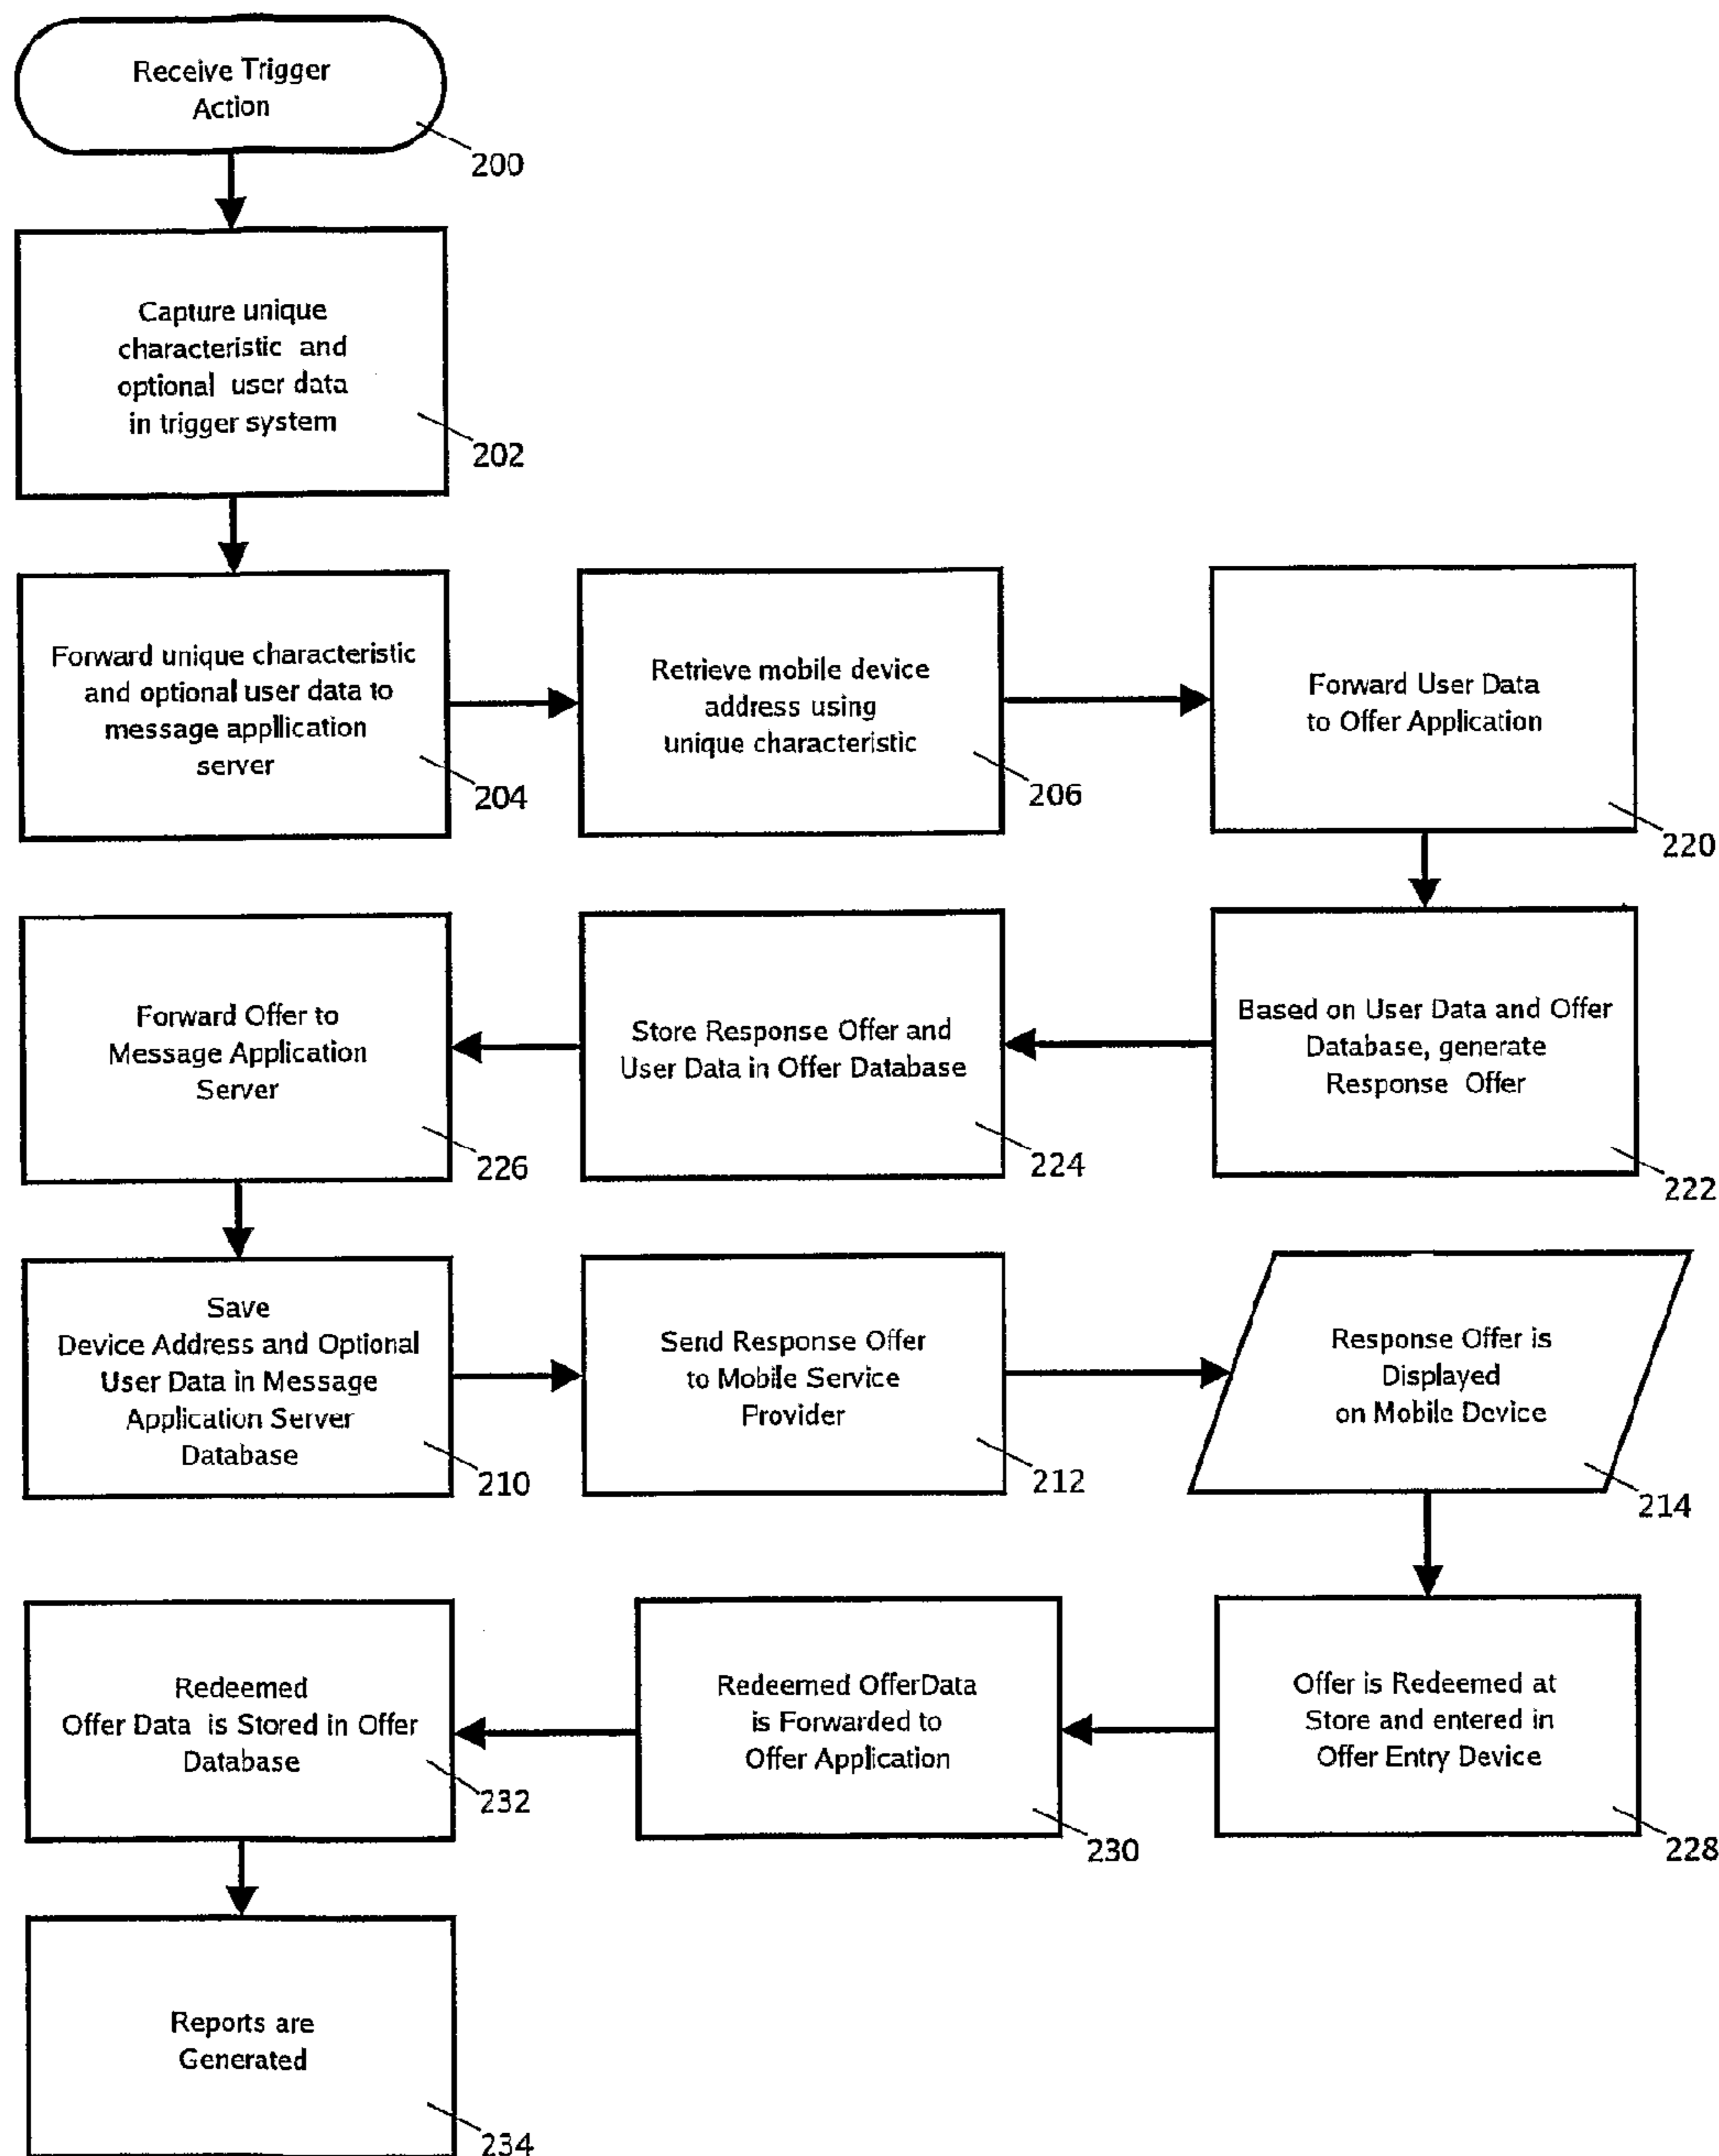 Receive Trigger
Action
200
Capture unique
characteristic and
optional user data
in trigger system
202
Forward unique characteristic
and optional user data to
message appllication
server
204
Retrieve mobile device
address using
unique characteristic
206
Forward User Data
to Offer Application
220
Based on User Data and Offer
Database, generate
Response Offer
222
Store Response Offer and
User Data in Offer Database
224
Forward Offer to
Message Application
Server
226
Save
Device Address and Optional
User Data in Message
Application Server
Database
210
Send Response Offer
to Mobile Service
Provider
212
Response Offer is
Displayed
on Mobile Device
214
Offer is Redeemed at
Store and entered in
Offer Entry Device
228
Redeemed OfferData
is Forwarded to
Offer Application
230
Redeemed
Offer Data is Stored in Offer
Database
232
Reports are
Generated
234